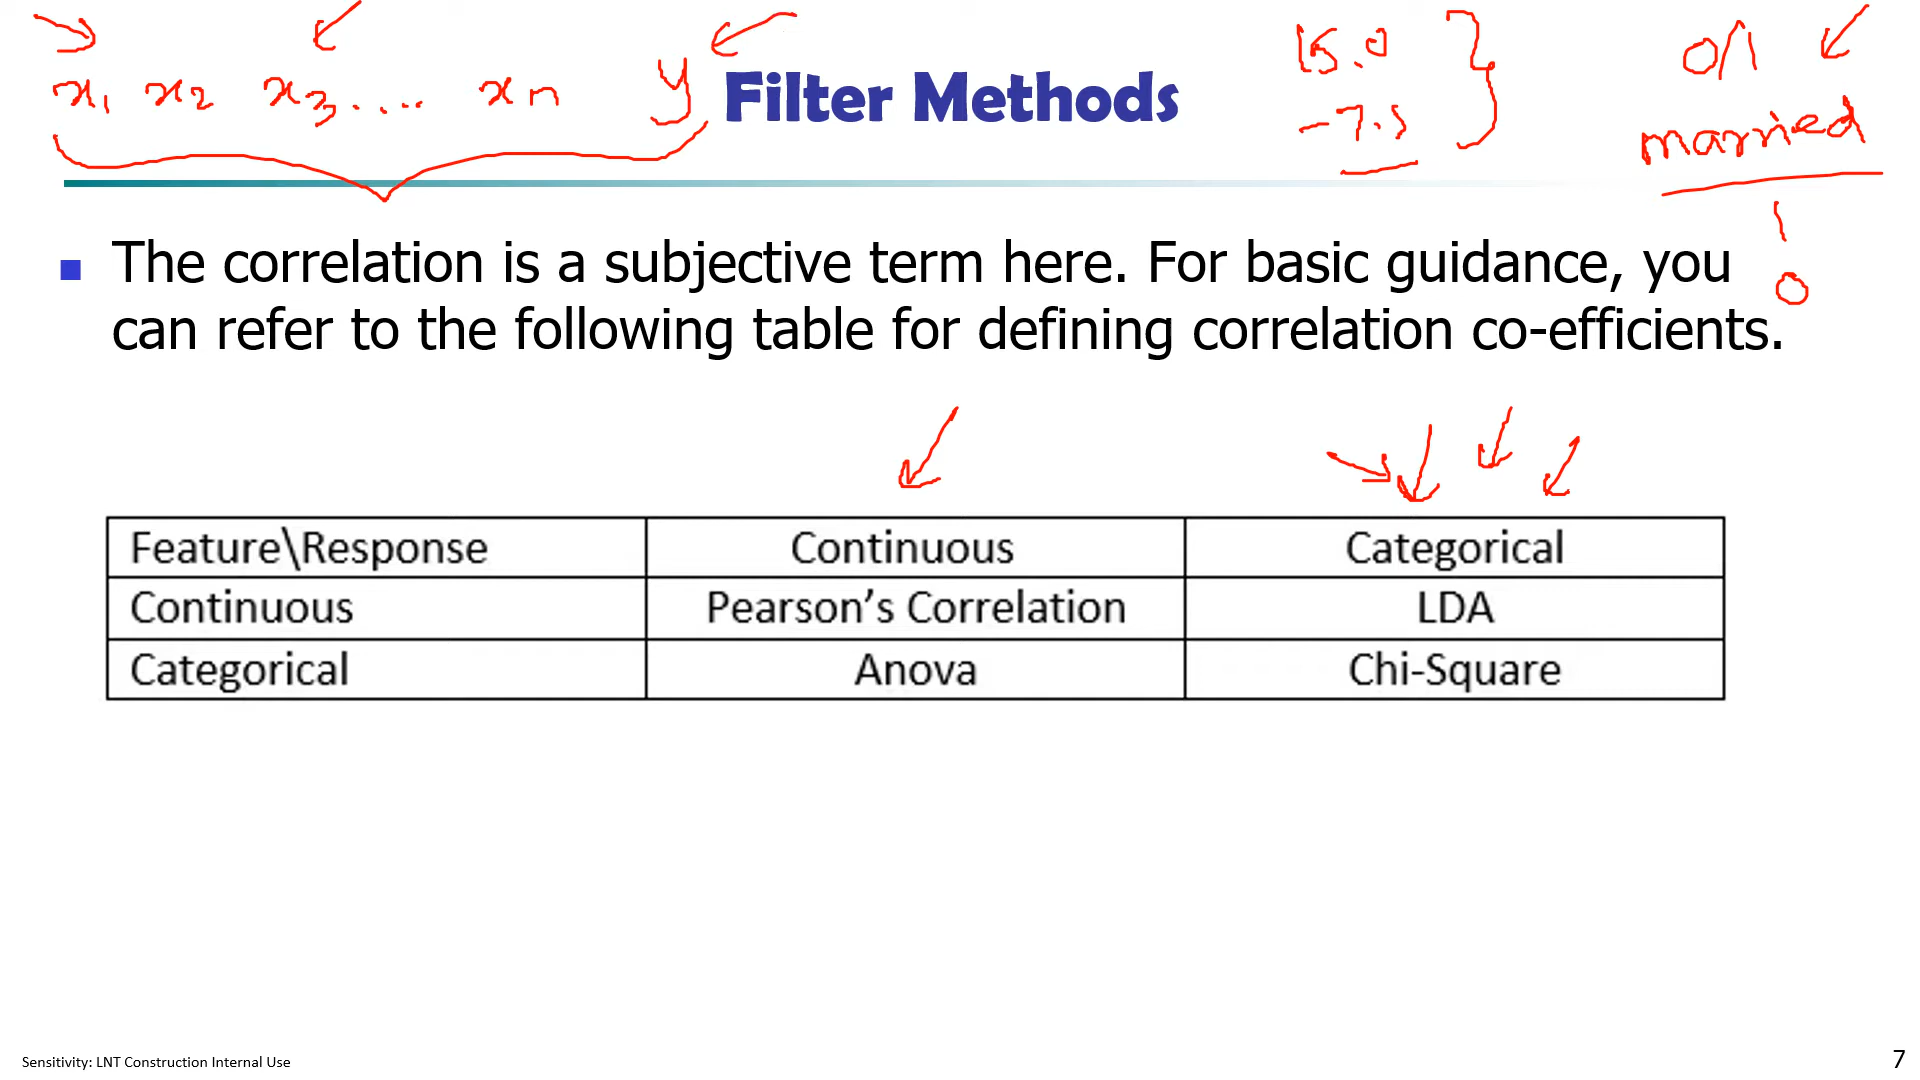 x1 x2 x3.... xn y
Filter Methods
15.0
-7.5
0/1
married
1
0
The correlation is a subjective term here. For basic guidance, you
can refer to the following table for defining correlation co-efficients.
Feature\Response Continuous Categorical
Continuous Pearson’s Correlation LDA
Categorical Anova Chi-Square
Sensitivity: LNT Construction Internal Use
7